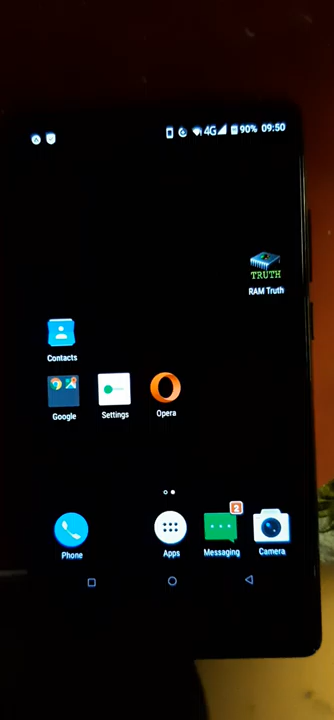 4G 90% 09:50
TRUTH
RAM Truth
Contacts
Google Settings Opera
2
Phone Apps Messaging Camera